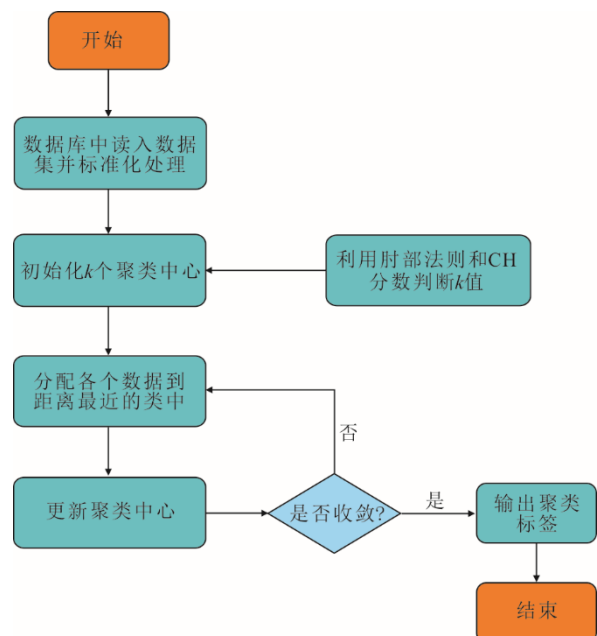 开始
数据库中读入数据
集并标准化处理
初始化k个聚类中心
利用肘部法则和CH
分数判断k值
分配各个数据到
距离最近的类中
否
更新聚类中心
是否收敛?
是
输出聚类
标签
结束